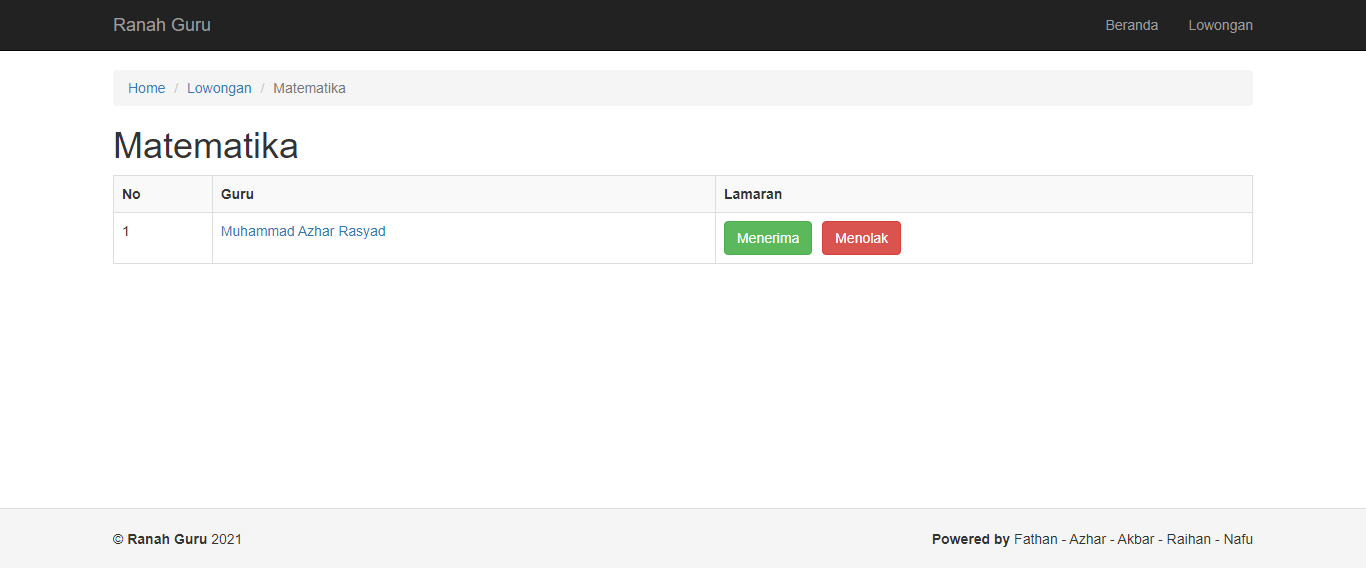 Ranah Guru Beranda Lowongan
Home / Lowongan / Matematika
Matematika
No Guru Lamaran
1 Muhammad Azhar Rasyad Menerima Menolak
© Ranah Guru 2021 Powered by Fathan - Azhar - Akbar - Raihan - Nafu